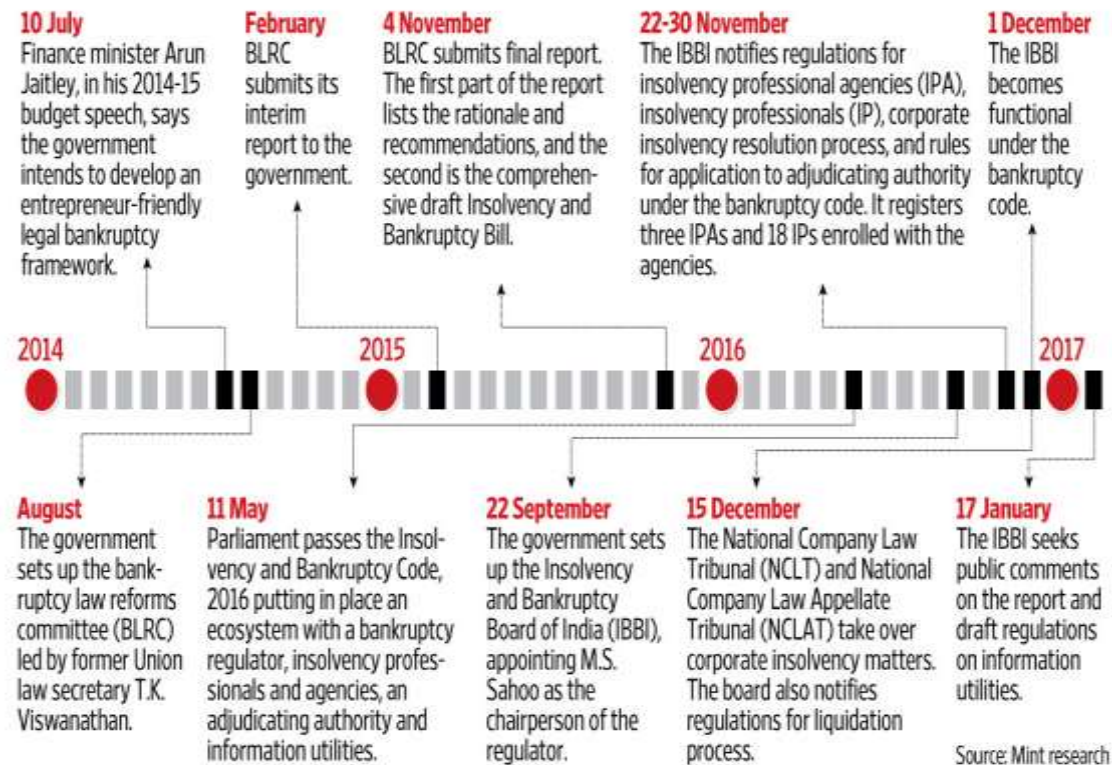 10 July
Finance minister Arun
Jaitley, in his 2014-15
budget speech, says
the government
intends to develop an
entrepreneur-friendly
legal bankruptcy
framework.
February
BLRC
submits its
interim
report to the
government.
4 November
BLRC submits final report.
The first part of the report
lists the rationale and
recommendations, and the
second is the comprehen-
sive draft Insolvency and
Bankruptcy Bill.
22-30 November
The IBBI notifies regulations for
insolvency professional agencies (IPA),
insolvency professionals (IP), corporate
insolvency resolution process, and rules
for application to adjudicating authority
under the bankruptcy code. It registers
three IPAs and 18 IPs enrolled with the
agencies.
1 December
The IBBI
becomes
functional
under the
bankruptcy
code.
2014
2015
2016
2017
August
The government
sets up the bank-
ruptcy law reforms
committee (BLRC)
led by former Union
law secretary T.K.
Viswanathan.
11 May
Parliament passes the Insol-
vency and Bankruptcy Code,
2016 putting in place an
ecosystem with a bankruptcy
regulator, insolvency profes-
sionals and agencies, an
adjudicating authority and
information utilities.
22 September
The government sets
up the Insolvency
and Bankruptcy
Board of India (IBBI),
appointing M.S.
Sahoo as the
chairperson of the
regulator.
15 December
The National Company Law
Tribunal (NCLT) and National
Company Law Appellate
Tribunal (NCLAT) take over
corporate insolvency matters.
The board also notifies
regulations for liquidation
process.
17 January
The IBBI seeks
public comments
on the report and
draft regulations
on information
utilities.
Source: Mint research